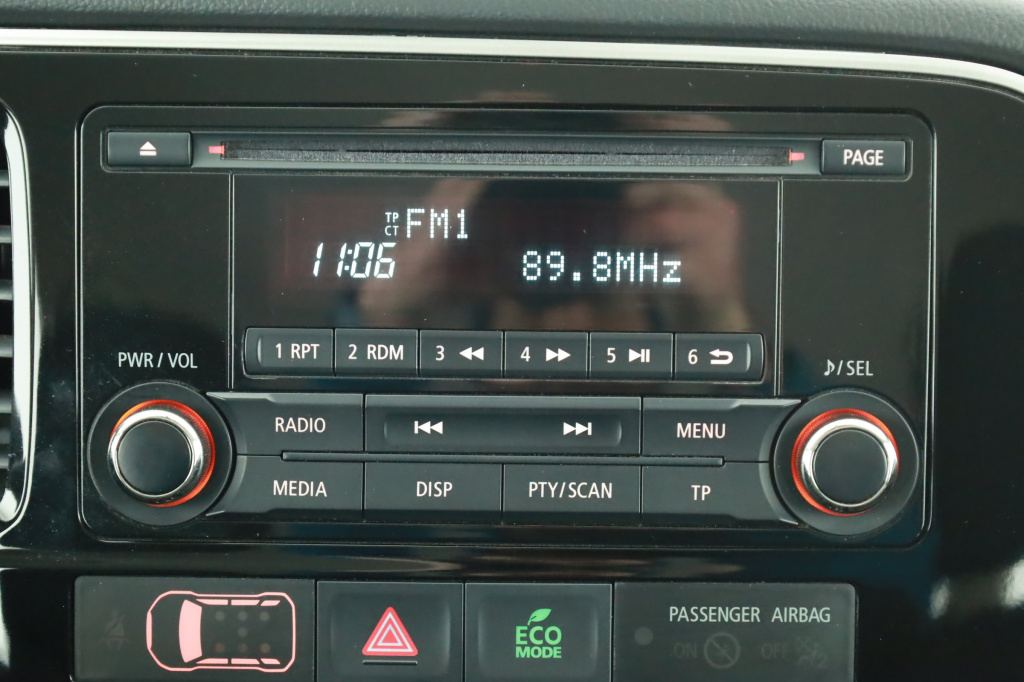 PAGE
TP
CT
FM1
11:06
89.8MHz
1 RPT
2 RDM
3
4
5
6
PWR / VOL
/ SEL
RADIO
MENU
MEDIA
DISP
PTY/SCAN
TP
ECO
MODE
PASSENGER AIRBAG
ON
OFF